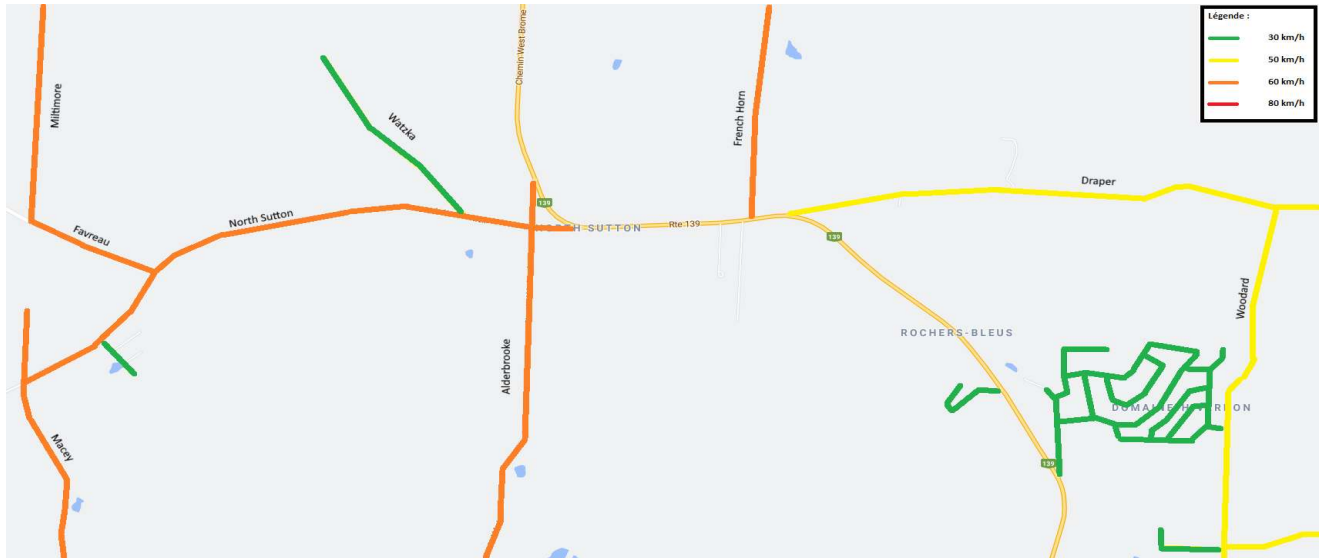 Légende :
30 km/h
50 km/h
60 km/h
80 km/h
Miltimore
Watzka
Chemin West Brome
French Horn
Draper
139
North Sutton
Favreau
NORTH SUTTON
Rte 139
139
Woodard
ROCHERS-BLEUS
Alderbrooke
Macey
139